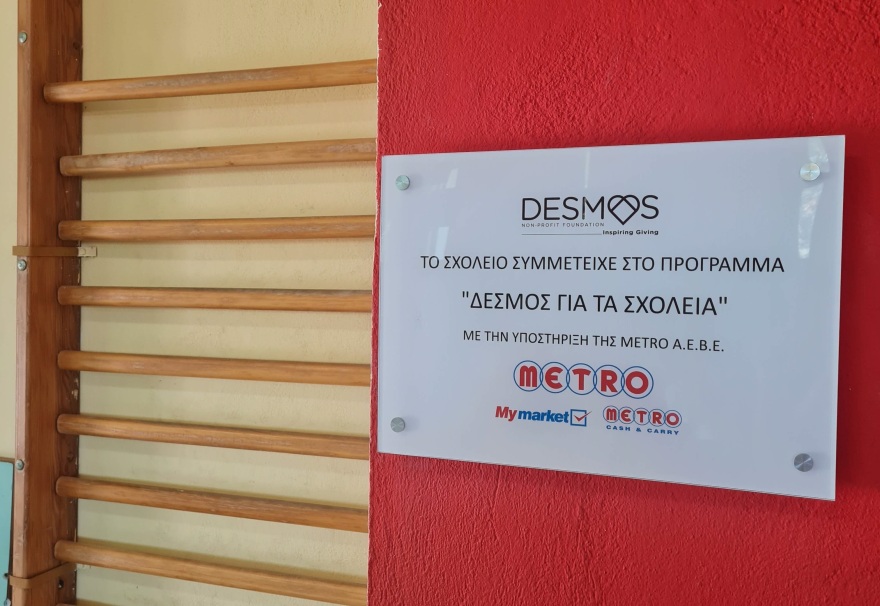 DESMOS
NON-PROFIT FOUNDATION
Inspiring Giving
ΤΟ ΣΧΟΛΕΙΟ ΣΥΜΜΕΤΕΙΧΕ ΣΤΟ ΠΡΟΓΡΑΜΜΑ
"ΔΕΣΜΟΣ ΓΙΑ ΤΑ ΣΧΟΛΕΙΑ"
ΜΕ ΤΗΝ ΥΠΟΣΤΗΡΙΞΗ ΤΗΣ METRO Α.Ε.Β.Ε.
METRO
My market METRO
CASH & CARRY